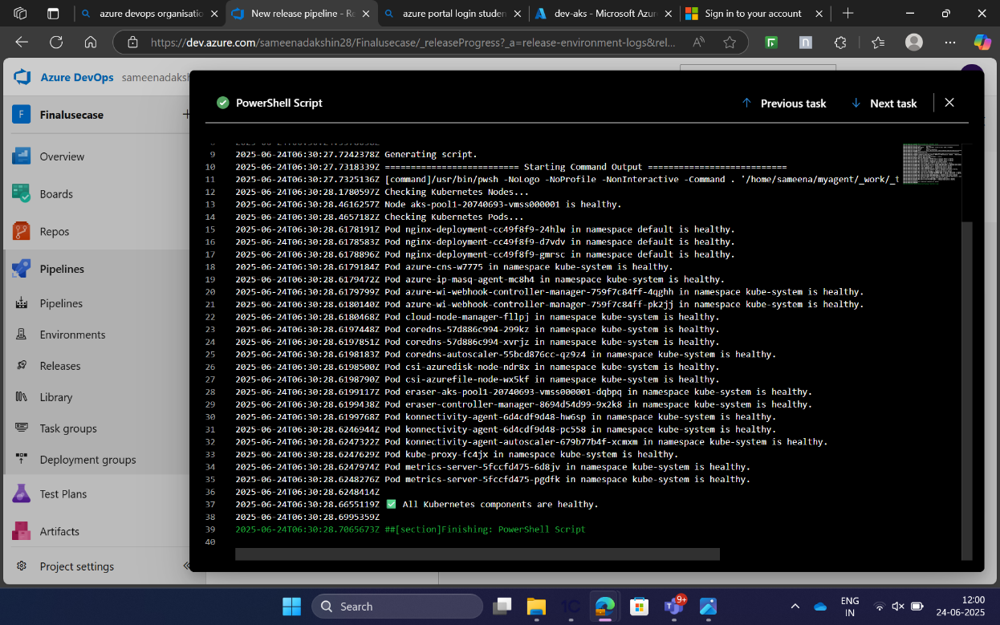 azure devops organisatio
New release pipeline - Re
azure portal login studen
dev-aks - Microsoft Azur
Sign in to your account
https://dev.azure.com/sameenadakshin28/Finalusecase/_releaseProgress?_a=release-environment-logs&rel...
Azure DevOps
sameenadaksh
F
Finalusecase
Overview
Boards
Repos
Pipelines
Pipelines
Environments
Releases
Library
Task groups
Deployment groups
Test Plans
Artifacts
Project settings
PowerShell Script
Previous task
Next task
9 2025-06-24T06:30:27.7242378Z Generating script.
10 2025-06-24T06:30:27.7318339Z ========================== Starting Command Output ===========================
11 2025-06-24T06:30:27.7325136Z [command]/usr/bin/pwsh -NoLogo -NoProfile -NonInteractive -Command . '/home/sameena/myagent/_work/_t
12 2025-06-24T06:30:28.1780597Z Checking Kubernetes Nodes...
13 2025-06-24T06:30:28.4616257Z Node aks-pool1-20740693-vmss000001 is healthy.
14 2025-06-24T06:30:28.4657182Z Checking Kubernetes Pods...
15 2025-06-24T06:30:28.6178191Z Pod nginx-deployment-cc49f8f9-24hlw in namespace default is healthy.
16 2025-06-24T06:30:28.6178583Z Pod nginx-deployment-cc49f8f9-d7vdv in namespace default is healthy.
17 2025-06-24T06:30:28.6178896Z Pod nginx-deployment-cc49f8f9-gmrsc in namespace default is healthy.
18 2025-06-24T06:30:28.6179184Z Pod azure-cns-w7775 in namespace kube-system is healthy.
19 2025-06-24T06:30:28.6179472Z Pod azure-ip-masq-agent-mc8h4 in namespace kube-system is healthy.
20 2025-06-24T06:30:28.6179799Z Pod azure-wi-webhook-controller-manager-759f7c84ff-4qghh in namespace kube-system is healthy.
21 2025-06-24T06:30:28.6180140Z Pod azure-wi-webhook-controller-manager-759f7c84ff-pk2jj in namespace kube-system is healthy.
22 2025-06-24T06:30:28.6180468Z Pod cloud-node-manager-fllpj in namespace kube-system is healthy.
23 2025-06-24T06:30:28.6197448Z Pod coredns-57d886c994-299kz in namespace kube-system is healthy.
24 2025-06-24T06:30:28.6197851Z Pod coredns-57d886c994-xvrjz in namespace kube-system is healthy.
25 2025-06-24T06:30:28.6198183Z Pod coredns-autoscaler-55bcd876cc-qz9z4 in namespace kube-system is healthy.
26 2025-06-24T06:30:28.6198500Z Pod csi-azuredisk-node-ndr8x in namespace kube-system is healthy.
27 2025-06-24T06:30:28.6198790Z Pod csi-azurefile-node-wx5kf in namespace kube-system is healthy.
28 2025-06-24T06:30:28.6199117Z Pod eraser-aks-pool1-20740693-vmss000001-dqbpq in namespace kube-system is healthy.
29 2025-06-24T06:30:28.6199438Z Pod eraser-controller-manager-8694d54d99-9x2k8 in namespace kube-system is healthy.
30 2025-06-24T06:30:28.6199768Z Pod konnectivity-agent-6d4cdf9d48-hw6sp in namespace kube-system is healthy.
31 2025-06-24T06:30:28.6246944Z Pod konnectivity-agent-6d4cdf9d48-pc558 in namespace kube-system is healthy.
32 2025-06-24T06:30:28.6247322Z Pod konnectivity-agent-autoscaler-679b77b4f-xcmxm in namespace kube-system is healthy.
33 2025-06-24T06:30:28.6247629Z Pod kube-proxy-fc4jx in namespace kube-system is healthy.
34 2025-06-24T06:30:28.6247974Z Pod metrics-server-5fccfd475-6d8jv in namespace kube-system is healthy.
35 2025-06-24T06:30:28.6248276Z Pod metrics-server-5fccfd475-pgdfk in namespace kube-system is healthy.
36 2025-06-24T06:30:28.6248414Z
37 2025-06-24T06:30:28.6655119Z ✅ All Kubernetes components are healthy.
38 2025-06-24T06:30:28.6995359Z
39 2025-06-24T06:30:28.7065673Z ##[section]Finishing: PowerShell Script
40
Search
9+
ENG
IN
12:00
24-06-2025